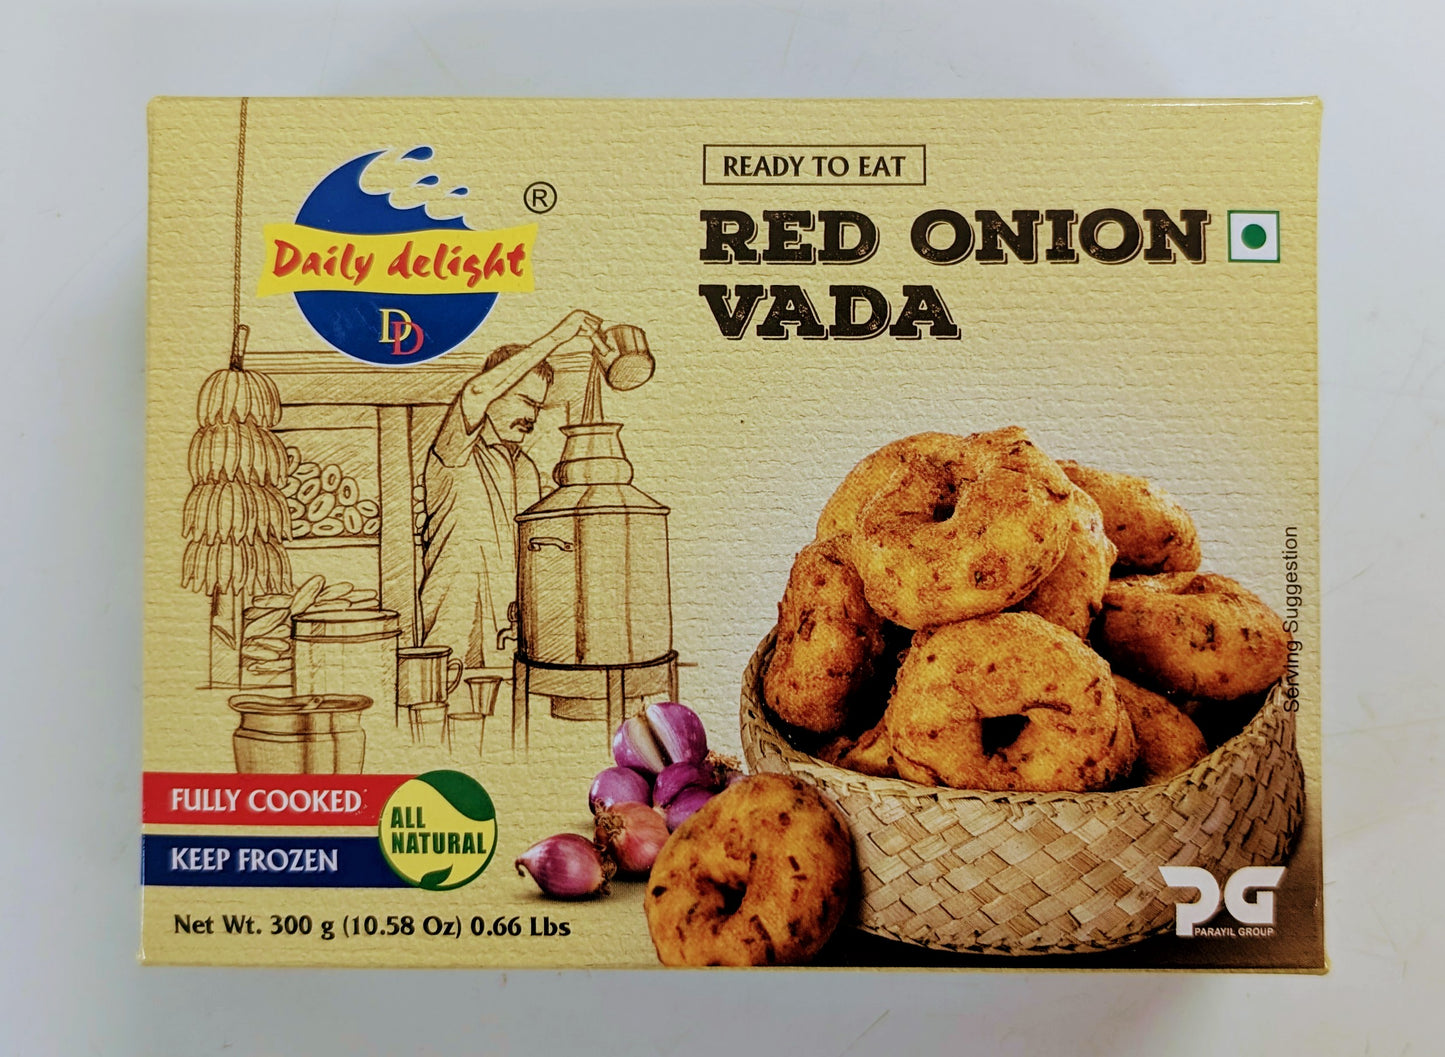 Daily delight
®
DD
READY TO EAT
RED ONION
VADA
Serving Suggestion
FULLY COOKED
KEEP FROZEN
ALL
NATURAL
Net Wt. 300 g (10.58 Oz) 0.66 Lbs
PG
PARAYIL GROUP